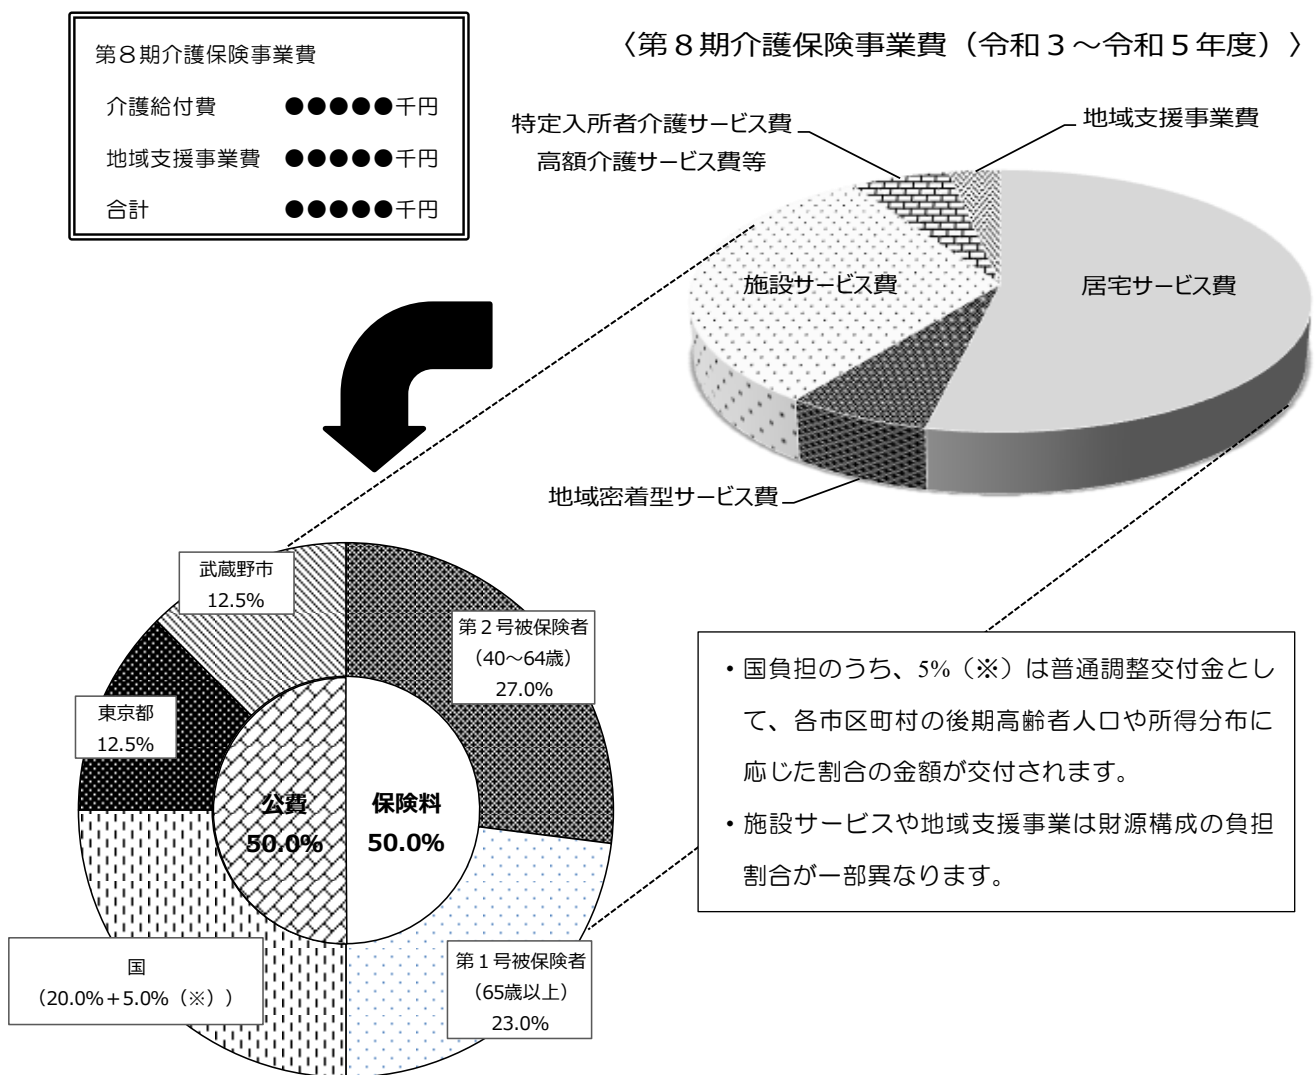 第８期介護保険事業費
介護給付費 ●●●●●千円
地域支援事業費 ●●●●●千円
合計 ●●●●●千円
〈第８期介護保険事業費（令和３～令和５年度）〉
特定入所者介護サービス費
高額介護サービス費等
地域支援事業費
施設サービス費
居宅サービス費
地域密着型サービス費
武蔵野市
12.5%
第２号被保険者
（40～64歳）
27.0%
東京都
12.5%
公費
50.0%
保険料
50.0%
国
（20.0%＋5.0%（※））
第１号被保険者
（65歳以上）
23.0%
・国負担のうち、5%（※）は普通調整交付金とし
て、各市区町村の後期高齢者人口や所得分布に
応じた割合の金額が交付されます。
・施設サービスや地域支援事業は財源構成の負担
割合が一部異なります。